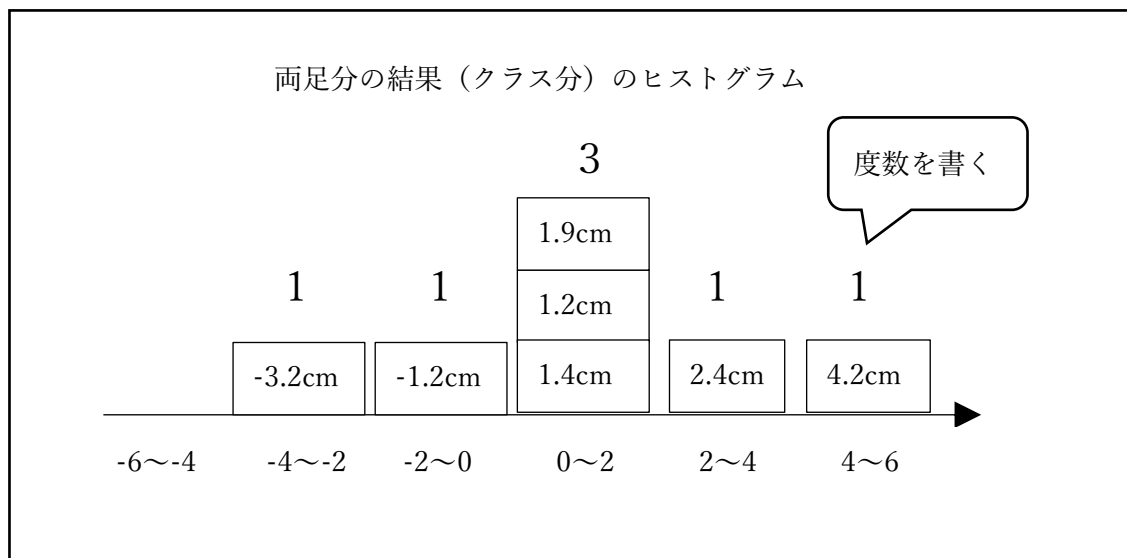 両足分の結果（クラス分）のヒストグラム
度数を書く
3
1.9cm
1 1 1.2cm 1 1
-3.2cm -1.2cm 1.4cm 2.4cm 4.2cm
-6～-4 -4～-2 -2～0 0～2 2～4 4～6